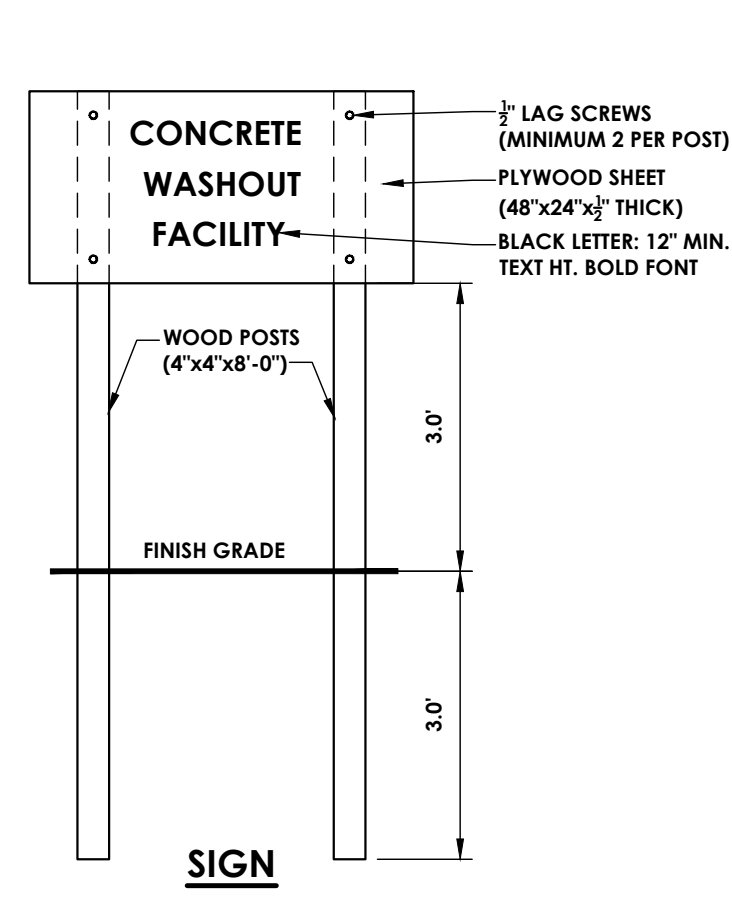 CONCRETE
WASHOUT
FACILITY
½" LAG SCREWS
(MINIMUM 2 PER POST)
PLYWOOD SHEET
(48"x24"x½" THICK)
BLACK LETTER: 12" MIN.
TEXT HT. BOLD FONT
WOOD POSTS
(4"x4"x8'-0")
3.0'
FINISH GRADE
3.0'
SIGN